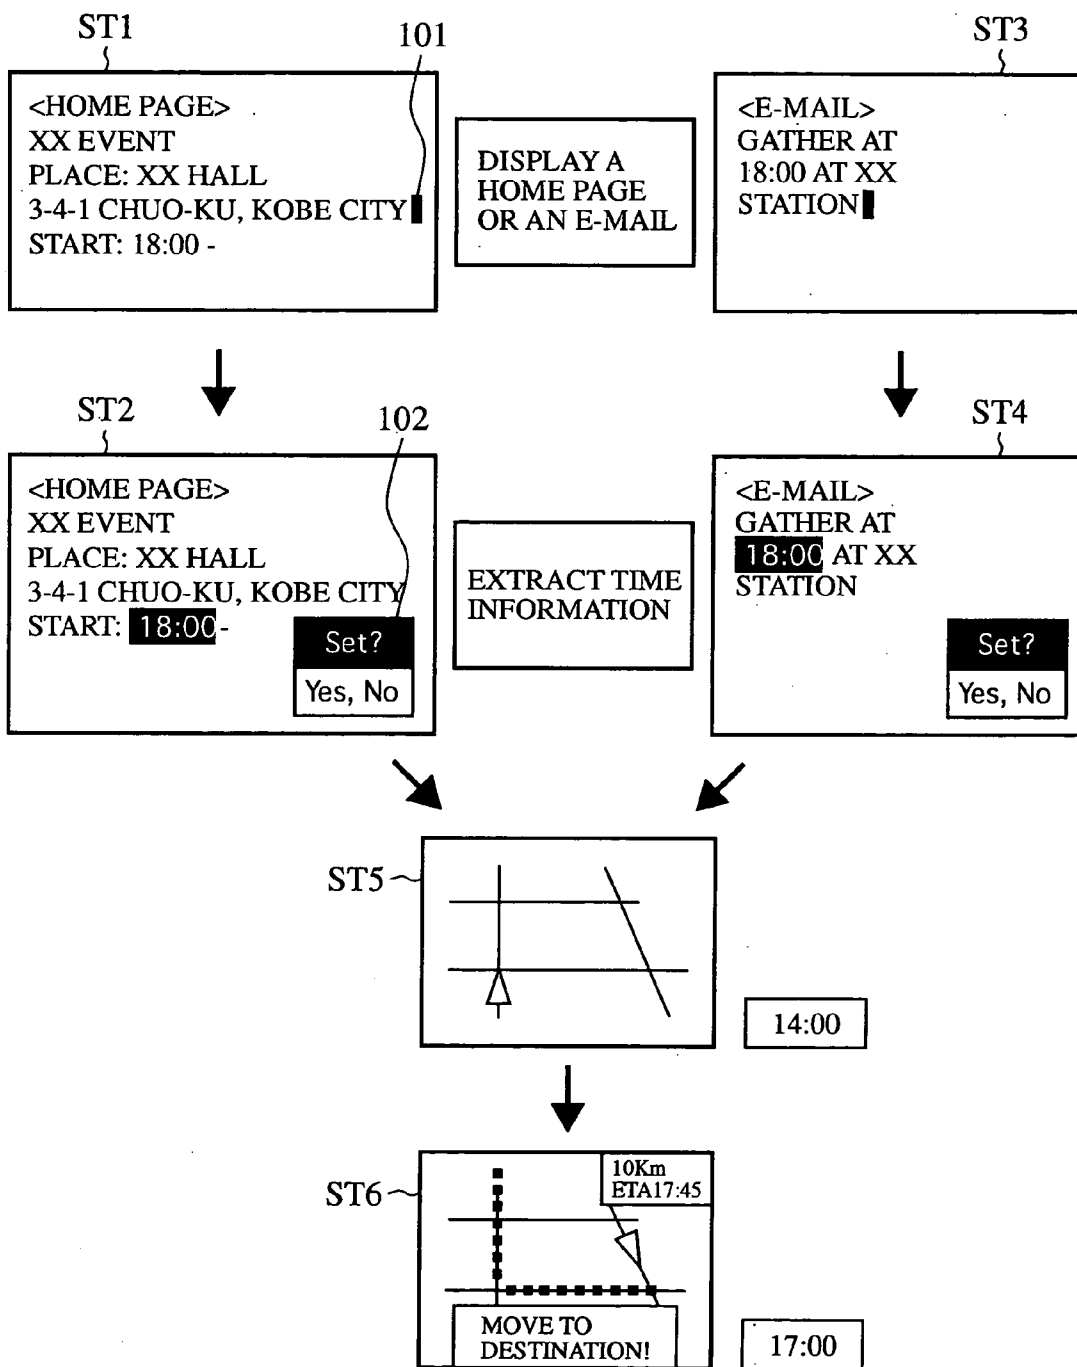 ST1
101
ST3
<HOME PAGE>
XX EVENT
PLACE: XX HALL
3-4-1 CHUO-KU, KOBE CITY
START: 18:00 -
DISPLAY A
HOME PAGE
OR AN E-MAIL
<E-MAIL>
GATHER AT
18:00 AT XX
STATION
ST2
102
ST4
<HOME PAGE>
XX EVENT
PLACE: XX HALL
3-4-1 CHUO-KU, KOBE CITY
START: 18:00-
Set?
Yes, No
EXTRACT TIME
INFORMATION
<E-MAIL>
GATHER AT
18:00 AT XX
STATION
Set?
Yes, No
ST5
14:00
ST6
10Km
ETA17:45
MOVE TO
DESTINATION!
17:00